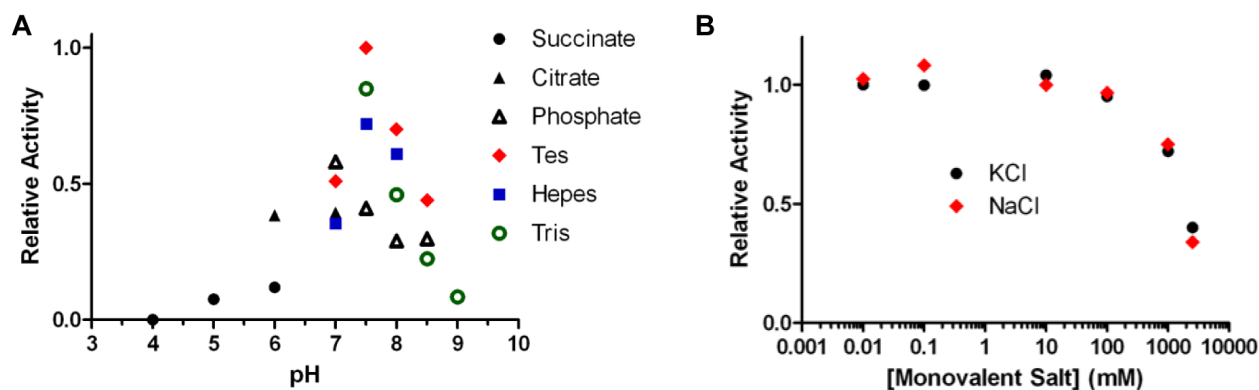 A
Relative Activity
1.0
0.5
0.0
3 4 5 6 7 8 9 10
pH
Succinate
Citrate
Phosphate
Tes
Hepes
Tris
B
Relative Activity
1.0
0.5
0.0
0.001 0.01 0.1 1 10 100 1000 10000
[Monovalent Salt] (mM)
KCl
NaCl